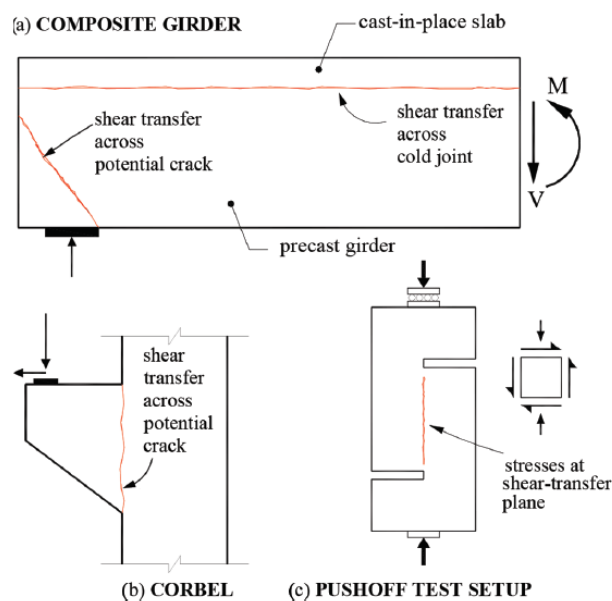 (a) COMPOSITE GIRDER
cast-in-place slab
M
shear transfer
across
potential crack
shear
transfer
across
cold joint
V
precast girder
shear
transfer
across
potential
crack
stresses at
shear-transfer
plane
(b) CORBEL
(c) PUSHOFF TEST SETUP